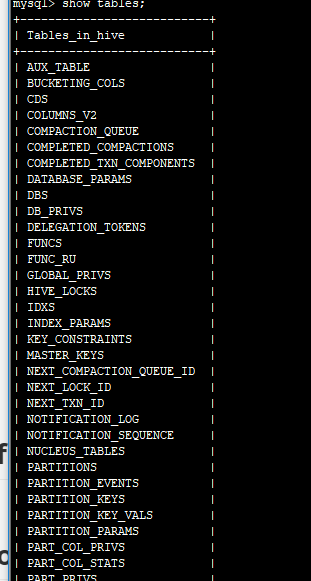 mysql> show tables;
+--------------------------+
| Tables_in_hive |
+--------------------------+
| AUX_TABLE |
| BUCKETING_COLS |
| CDS |
| COLUMNS_V2 |
| COMPACTION_QUEUE |
| COMPLETED_COMPACTIONS |
| COMPLETED_TXN_COMPONENTS |
| DATABASE_PARAMS |
| DBS |
| DB_PRIVS |
| DELEGATION_TOKENS |
| FUNCS |
| FUNC_RU |
| GLOBAL_PRIVS |
| HIVE_LOCKS |
| IDXS |
| INDEX_PARAMS |
| KEY_CONSTRAINTS |
| MASTER_KEYS |
| NEXT_COMPACTION_QUEUE_ID |
| NEXT_LOCK_ID |
| NEXT_TXN_ID |
| NOTIFICATION_LOG |
| NOTIFICATION_SEQUENCE |
| NUCLEUS_TABLES |
| PARTITIONS |
| PARTITION_EVENTS |
| PARTITION_KEYS |
| PARTITION_KEY_VALS |
| PARTITION_PARAMS |
| PART_COL_PRIVS |
| PART_COL_STATS |
| PART_PRIVS |